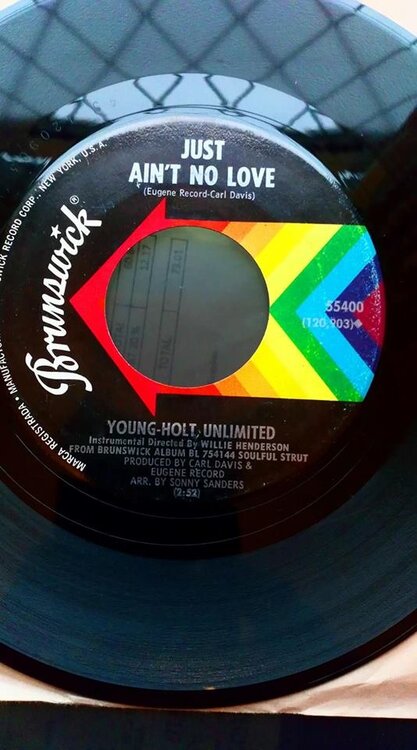 JUST
AIN'T NO LOVE
(Eugene Record-Carl Davis)
Brunswick®
55400
(120,903)◆
YOUNG-HOLT, UNLIMITED
Instrumental Directed By WILLIE HENDERSON
FROM BRUNSWICK ALBUM BL 754144 SOULFUL STRUT
PRODUCED BY CARL DAVIS &
EUGENE RECORD
ARR. BY SONNY SANDERS
(2:52)
MARCA REGISTRADA • RECORD CORP. NEW YORK, U.S.A.
TOTAL